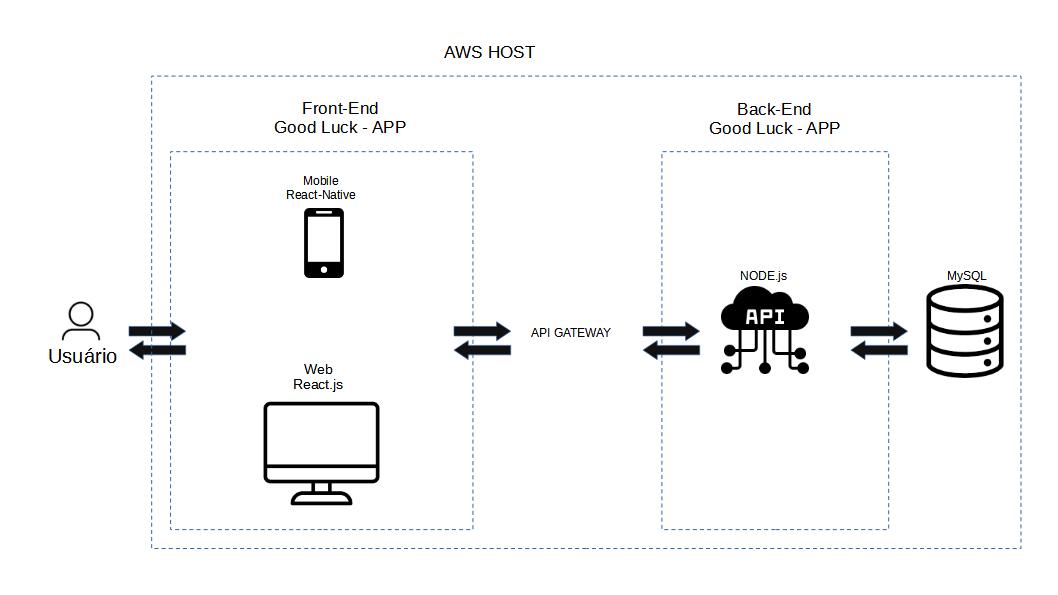 AWS HOST
Front-End
Good Luck - APP
Back-End
Good Luck - APP
Mobile
React-Native
NODE.js
API
MySQL
Usuário
API GATEWAY
Web
React.js